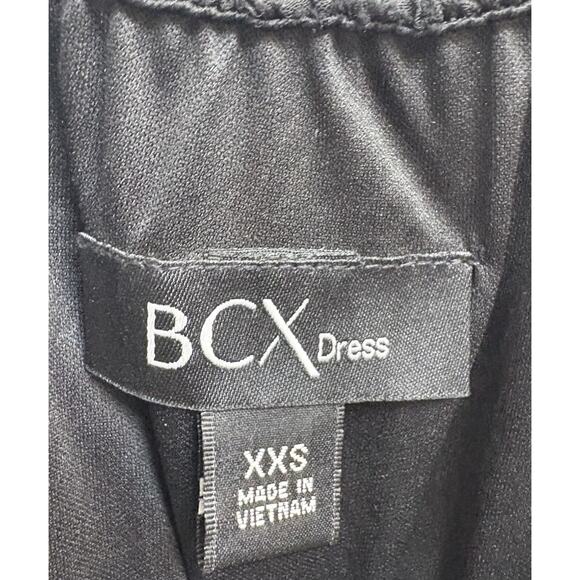 BCX Dress
XXS
MADE IN
VIETNAM